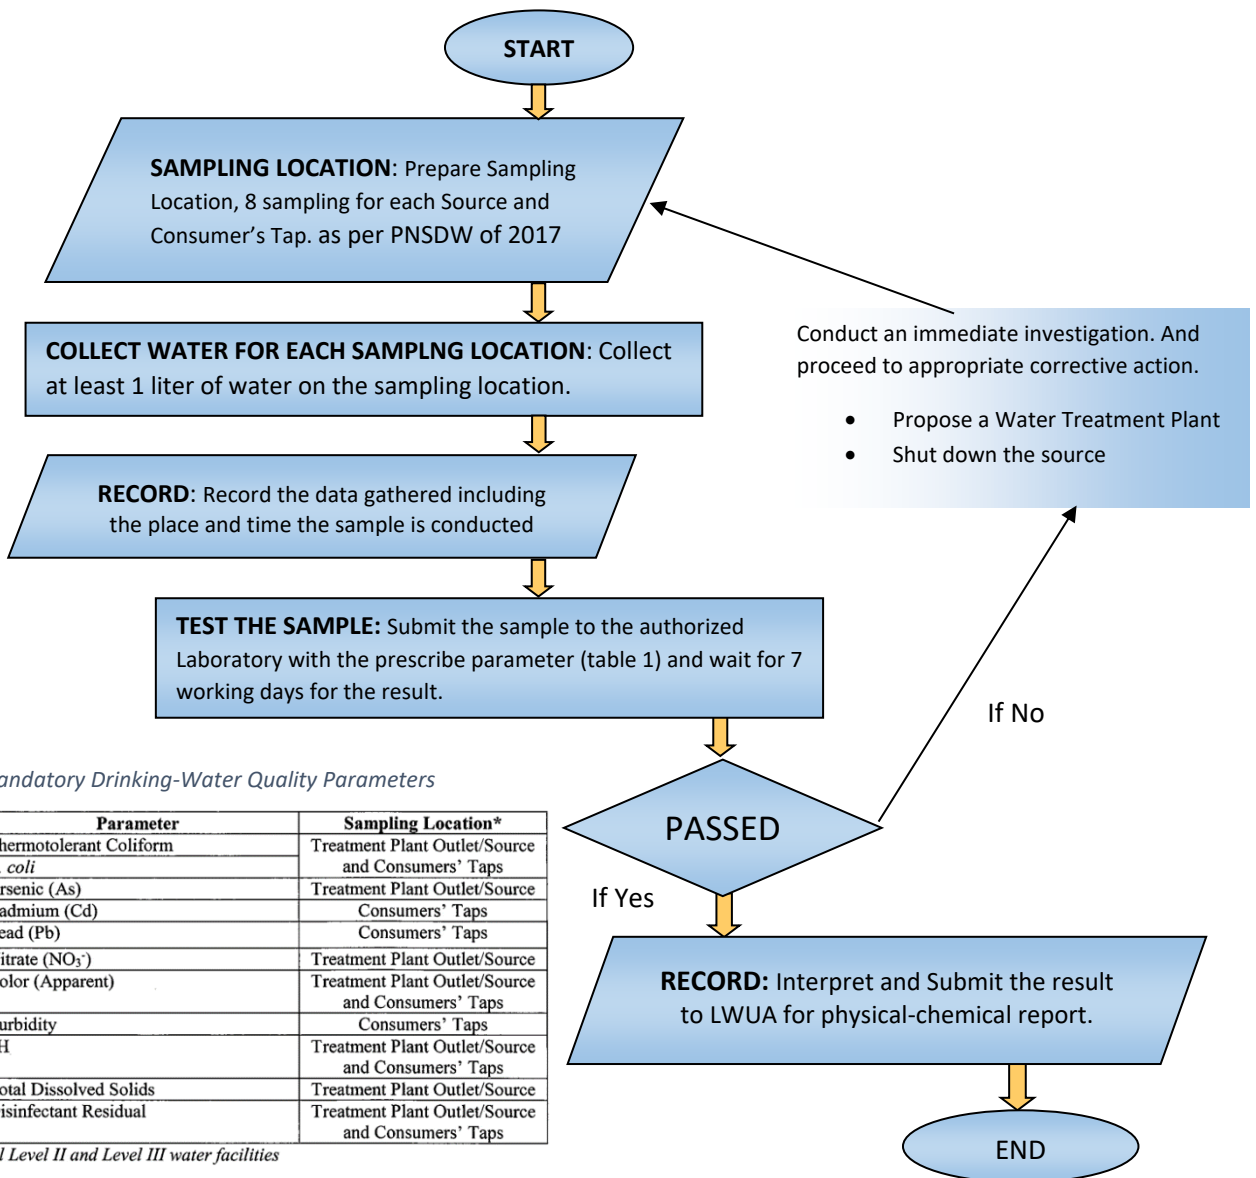 START
SAMPLING LOCATION: Prepare Sampling
Location, 8 sampling for each Source and
Consumer's Tap. as per PNSDW of 2017
COLLECT WATER FOR EACH SAMPLNG LOCATION: Collect
at least 1 liter of water on the sampling location.
RECORD: Record the data gathered including
the place and time the sample is conducted
TEST THE SAMPLE: Submit the sample to the authorized
Laboratory with the prescribe parameter (table 1) and wait for 7
working days for the result.
Conduct an immediate investigation. And
proceed to appropriate corrective action.
• Propose a Water Treatment Plant
• Shut down the source
If No
PASSED
If Yes
RECORD: Interpret and Submit the result
to LWUA for physical-chemical report.
END
andatory Drinking-Water Quality Parameters
Parameter Sampling Location*
hermotolerant Coliform Treatment Plant Outlet/Source
coli and Consumers' Taps
rsenic (As) Treatment Plant Outlet/Source
admium (Cd) Consumers' Taps
ead (Pb) Consumers' Taps
itrate (NO₃⁻) Treatment Plant Outlet/Source
olor (Apparent) Treatment Plant Outlet/Source
and Consumers' Taps
urbidity Consumers' Taps
H Treatment Plant Outlet/Source
and Consumers' Taps
otal Dissolved Solids Treatment Plant Outlet/Source
isinfectant Residual Treatment Plant Outlet/Source
and Consumers' Taps
l Level II and Level III water facilities